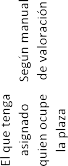 El que tenga
asignado
quien ocupe
la plaza
Según manual
de valoración